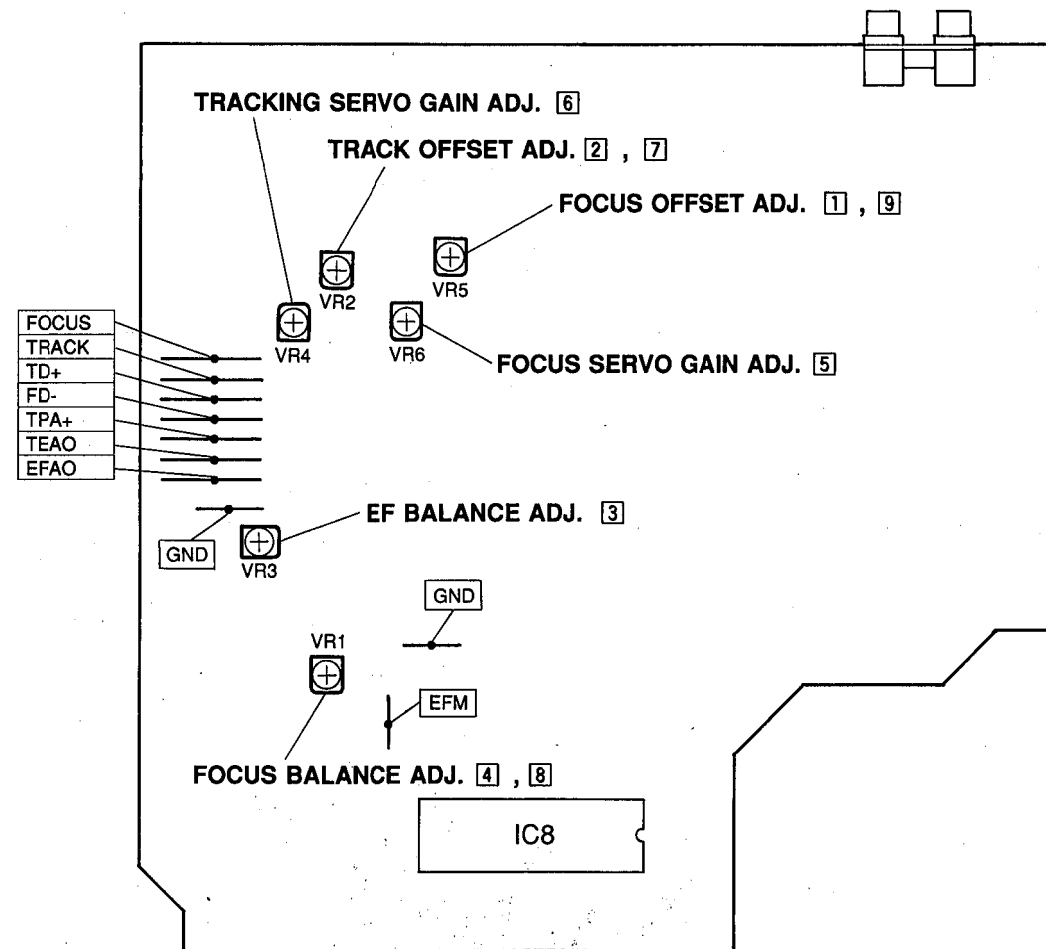 TRACKING SERVO GAIN ADJ. 6
TRACK OFFSET ADJ. 2 , 7
FOCUS OFFSET ADJ. 1 , 9
VR2
VR5
VR4
VR6
FOCUS SERVO GAIN ADJ. 5
FOCUS
TRACK
TD+
FD-
TPA+
TEAO
EFAO
EF BALANCE ADJ. 3
GND
VR3
GND
VR1
EFM
FOCUS BALANCE ADJ. 4 , 8
IC8